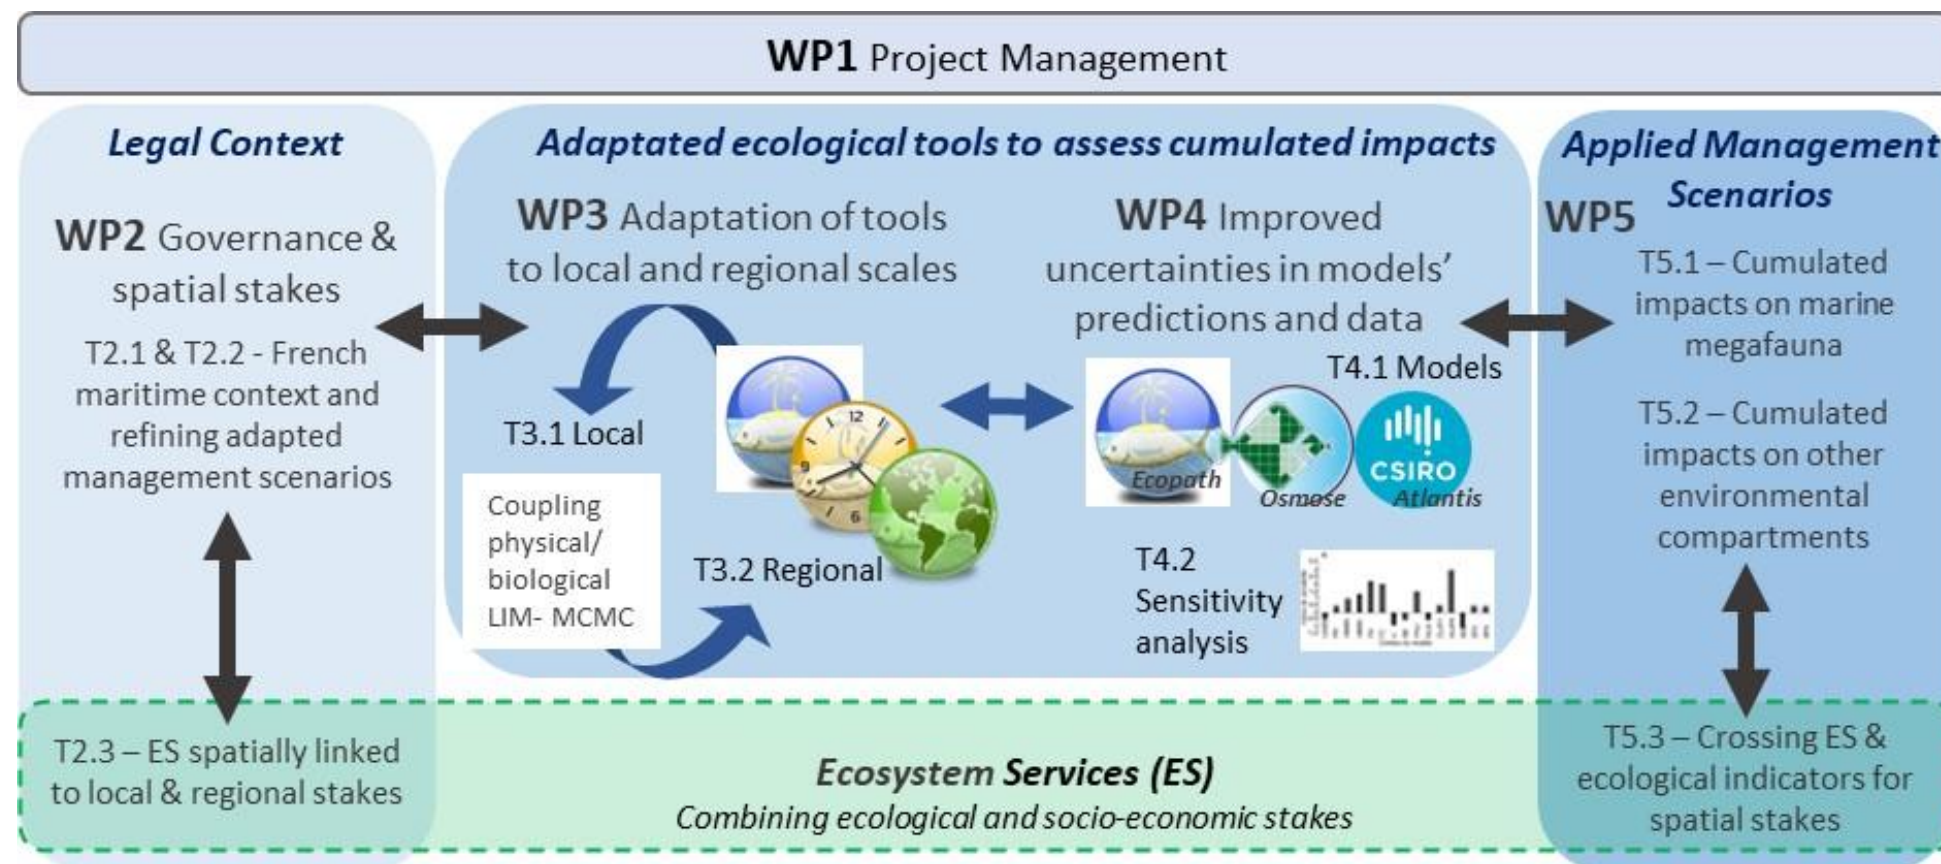 WP1 Project Management
Legal Context
WP2 Governance &
spatial stakes
T2.1 & T2.2 - French
maritime context and
refining adapted
management scenarios
T2.3 – ES spatially linked
to local & regional stakes
Adaptated ecological tools to assess cumulated impacts
WP3 Adaptation of tools
to local and regional scales
T3.1 Local
Coupling
physical/
biological
LIM- MCMC
12
9
6
T3.2 Regional
WP4 Improved
uncertainties in models’
predictions and data
T4.1 Models
Ecopath
Osmose
CSIRO
Atlantis
T4.2
Sensitivity
analysis
Applied Management
Scenarios
WP5
T5.1 – Cumulated
impacts on marine
megafauna
T5.2 – Cumulated
impacts on other
environmental
compartments
T5.3 – Crossing ES &
ecological indicators for
spatial stakes
Ecosystem Services (ES)
Combining ecological and socio-economic stakes